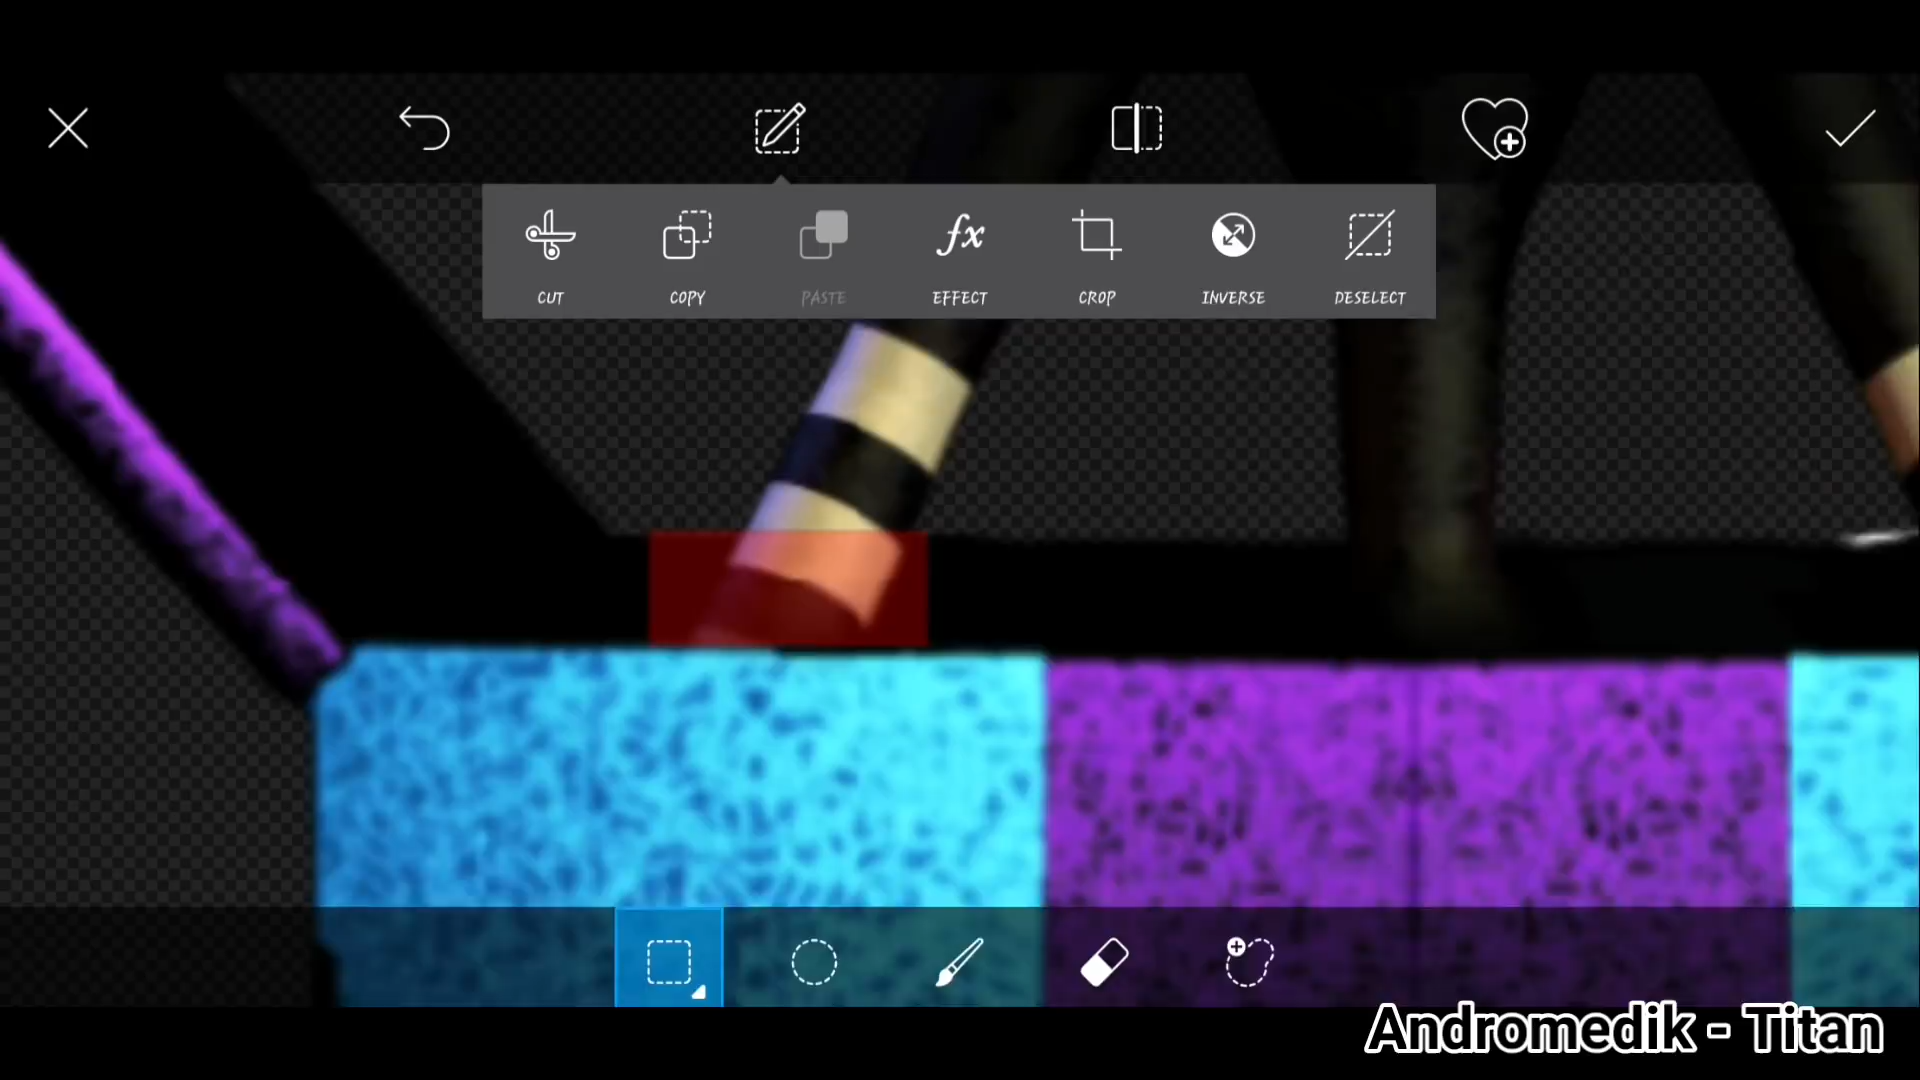 CUT
COPY
PASTE
EFFECT
CROP
INVERSE
DESELECT
Andromedik - Titan